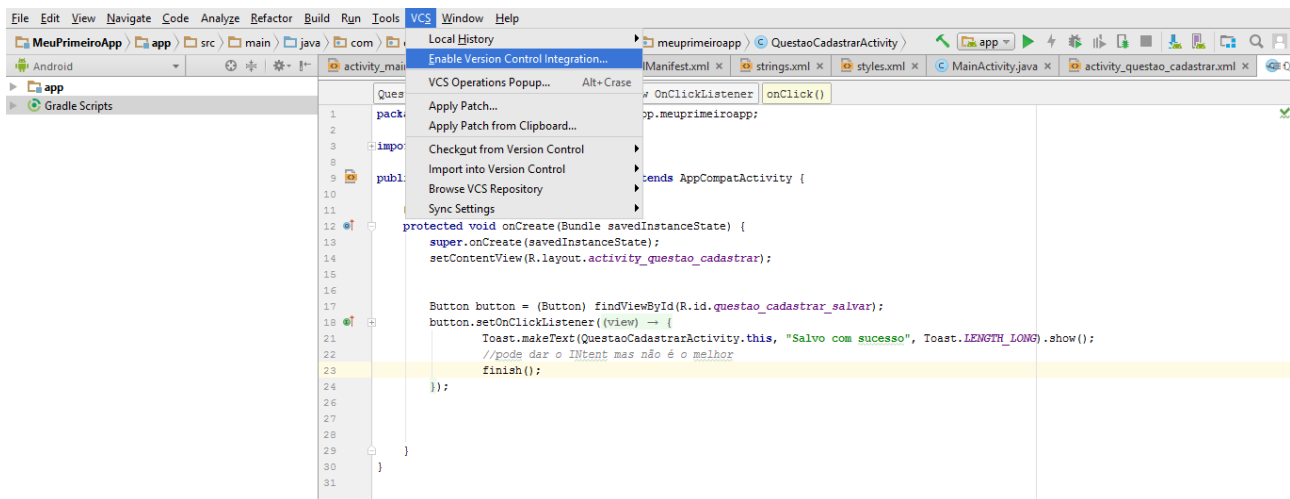 File Edit View Navigate Code Analyze Refactor Build Run Tools VCS Window Help
MeuPrimeiroApp app src main java com meuprimeiroapp QuestaoCadastrarActivity app
Android activity_mai Manifest.xml strings.xml styles.xml MainActivity.java activity_questao_cadastrar.xml
Local History
Enable Version Control Integration...
VCS Operations Popup... Alt+Crase
Apply Patch...
Apply Patch from Clipboard...
Checkout from Version Control
Import into Version Control
Browse VCS Repository
Sync Settings
app
Gradle Scripts
Ques OnClickListener onClick()
1 packa pp.meuprimeiroapp;
2
3 impo
8
9 publi tends AppCompatActivity {
10
11
12 protected void onCreate(Bundle savedInstanceState) {
13 super.onCreate(savedInstanceState);
14 setContentView(R.layout.activity_questao_cadastrar);
15
16
17 Button button = (Button) findViewById(R.id.questao_cadastrar_salvar);
18 button.setOnClickListener((view) → {
21 Toast.makeText(QuestaoCadastrarActivity.this, "Salvo com sucesso", Toast.LENGTH_LONG).show();
22 //pode dar o INtent mas não é o melhor
23 finish();
24 });
26
27
28
29 }
30 }
31